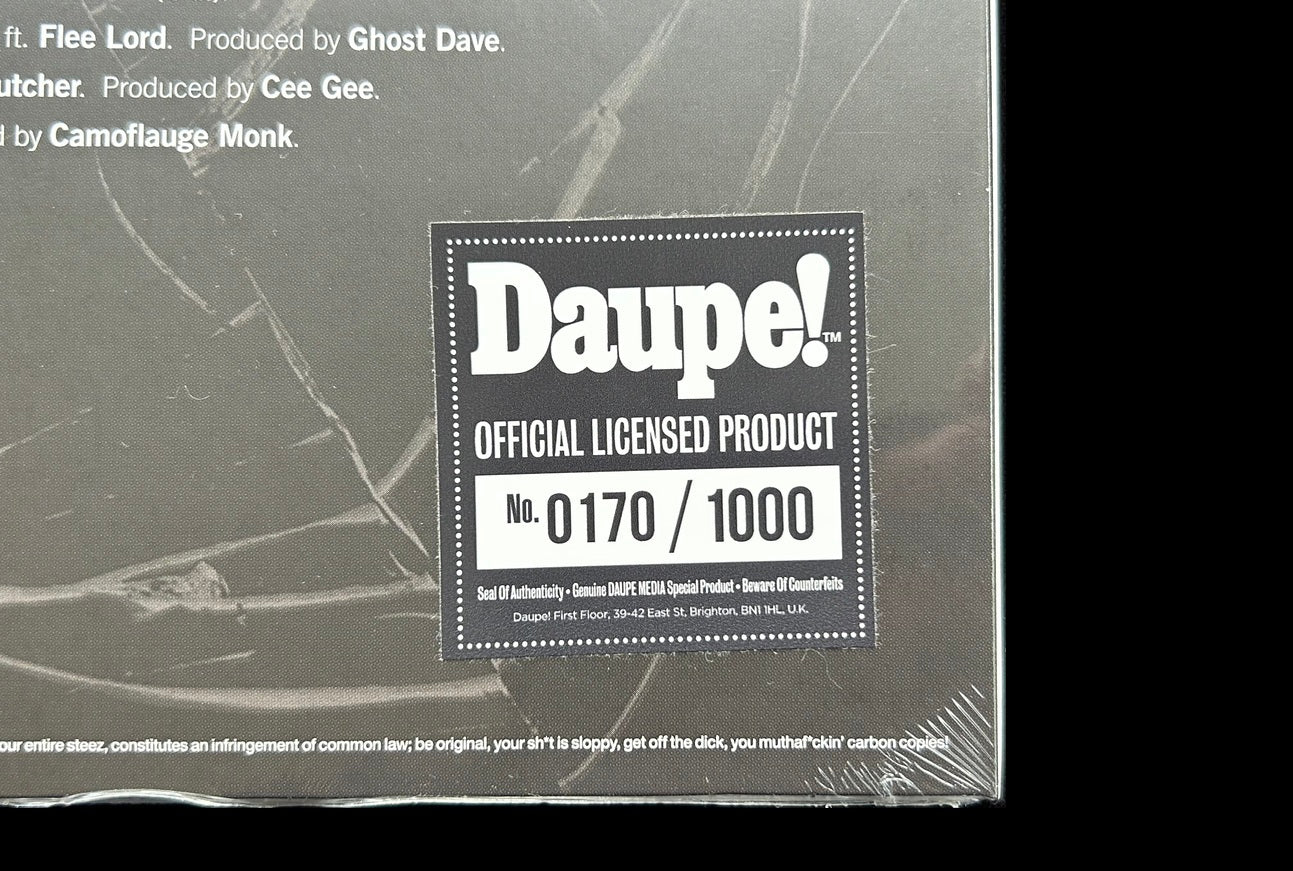 ft. Flee Lord. Produced by Ghost Dave.
Produced by Cee Gee.
by Camoflauge Monk.
Daupe!™
OFFICIAL LICENSED PRODUCT
No. 0170 / 1000
Seal Of Authenticity • Genuine DAUPE MEDIA Special Product • Beware Of Counterfeits
Daupe! First Floor, 39-42 East St, Brighton, BN1 1HL, U.K.
our entire steez, constitutes an infringement of common law; be original, your sh*t is sloppy, get off the dick, you muthaf*ckin' carbon copies!